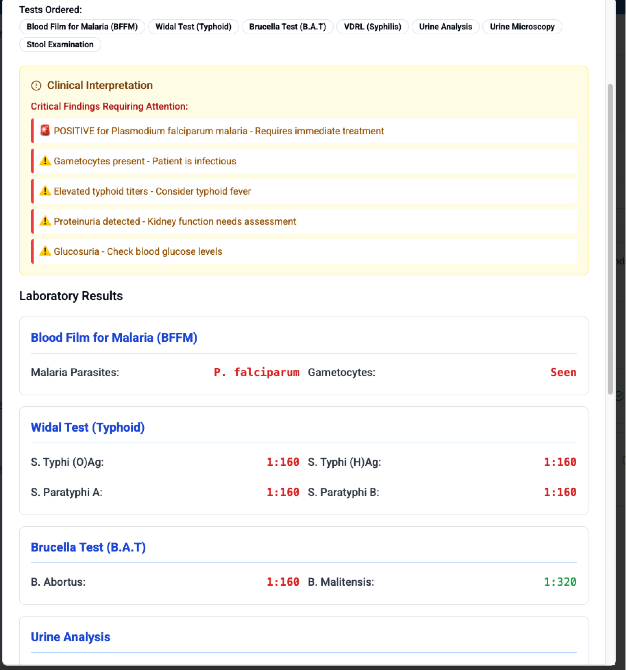 Tests Ordered:
Blood Film for Malaria (BFFM) Widal Test (Typhoid) Brucella Test (B.A.T) VDRL (Syphilis) Urine Analysis Urine Microscopy
Stool Examination
Clinical Interpretation
Critical Findings Requiring Attention:
🚨 POSITIVE for Plasmodium falciparum malaria - Requires immediate treatment
⚠️ Gametocytes present - Patient is infectious
⚠️ Elevated typhoid titers - Consider typhoid fever
⚠️ Proteinuria detected - Kidney function needs assessment
⚠️ Glucosuria - Check blood glucose levels
Laboratory Results
Blood Film for Malaria (BFFM)
Malaria Parasites: P. falciparum Gametocytes: Seen
Widal Test (Typhoid)
S. Typhi (O)Ag: 1:160 S. Typhi (H)Ag: 1:160
S. Paratyphi A: 1:160 S. Paratyphi B: 1:160
Brucella Test (B.A.T)
B. Abortus: 1:160 B. Malitensis: 1:320
Urine Analysis